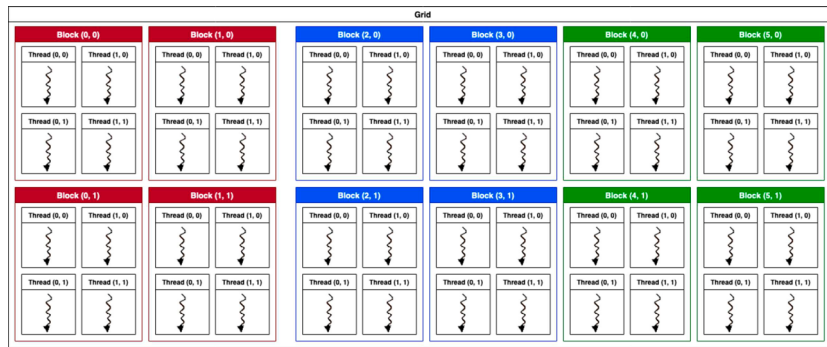 Grid
Block (0, 0) Block (1, 0) Block (2, 0) Block (3, 0) Block (4, 0) Block (5, 0)
Thread (0, 0) Thread (1, 0) Thread (0, 0) Thread (1, 0) Thread (0, 0) Thread (1, 0) Thread (0, 0) Thread (1, 0) Thread (0, 0) Thread (1, 0) Thread (0, 0) Thread (1, 0)
Thread (0, 1) Thread (1, 1) Thread (0, 1) Thread (1, 1) Thread (0, 1) Thread (1, 1) Thread (0, 1) Thread (1, 1) Thread (0, 1) Thread (1, 1) Thread (0, 1) Thread (1, 1)
Block (0, 1) Block (1, 1) Block (2, 1) Block (3, 1) Block (4, 1) Block (5, 1)
Thread (0, 0) Thread (1, 0) Thread (0, 0) Thread (1, 0) Thread (0, 0) Thread (1, 0) Thread (0, 0) Thread (1, 0) Thread (0, 0) Thread (1, 0) Thread (0, 0) Thread (1, 0)
Thread (0, 1) Thread (1, 1) Thread (0, 1) Thread (1, 1) Thread (0, 1) Thread (1, 1) Thread (0, 1) Thread (1, 1) Thread (0, 1) Thread (1, 1) Thread (0, 1) Thread (1, 1)